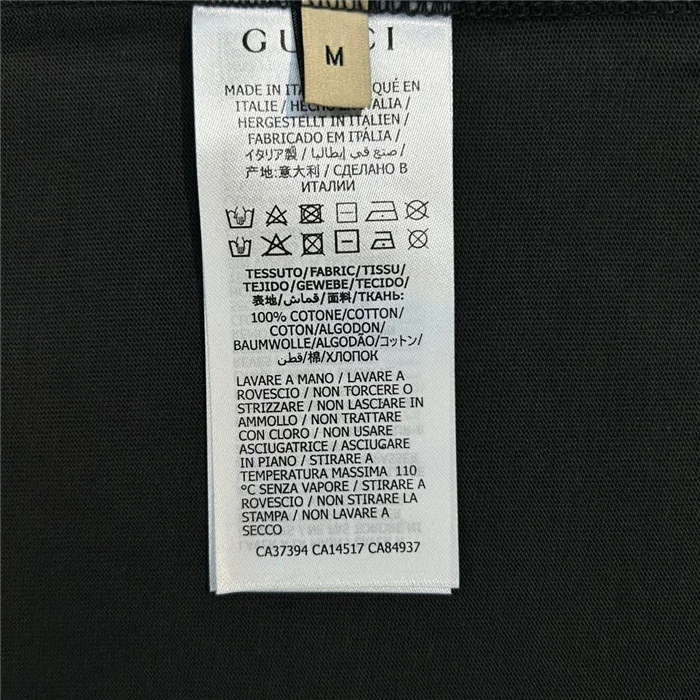 GUCCI
M
MADE IN ITA QUÉ EN
ITALIE / HECHO EN ITALIA /
HERGESTELLT IN ITALIEN /
FABRICADO EM ITÁLIA /
イタリア製 / صنع في إيطاليا /
产地:意大利 / СДЕЛАНО В
ИТАЛИИ
TESSUTO/FABRIC/TISSU/
TEJIDO/GEWEBE/TECIDO/
表地/قماش/面料/ТКАНЬ:
100% COTONE/COTTON/
COTON/ALGODON/
BAUMWOLLE/ALGODÃO/コットン/
قطن/棉/ХЛОПОК
LAVARE A MANO / LAVARE A
ROVESCIO / NON TORCERE O
STRIZZARE / NON LASCIARE IN
AMMOLLO / NON TRATTARE
CON CLORO / NON USARE
ASCIUGATRICE / ASCIUGARE
IN PIANO / STIRARE A
TEMPERATURA MASSIMA 110
°C SENZA VAPORE / STIRARE A
ROVESCIO / NON STIRARE LA
STAMPA / NON LAVARE A
SECCO
CA37394 CA14517 CA84937